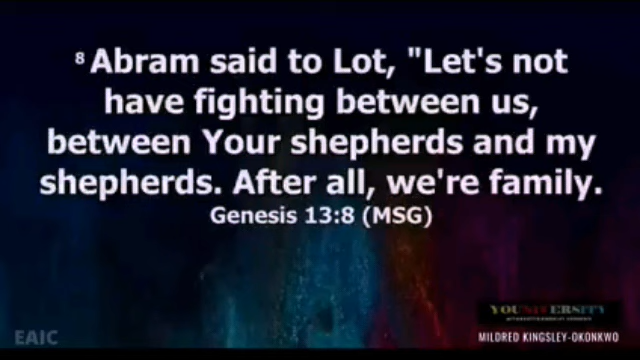 8 Abram said to Lot, "Let's not
have fighting between us,
between Your shepherds and my
shepherds. After all, we're family.
Genesis 13:8 (MSG)
EAIC
MILDRED KINGSLEY-OKONKWO